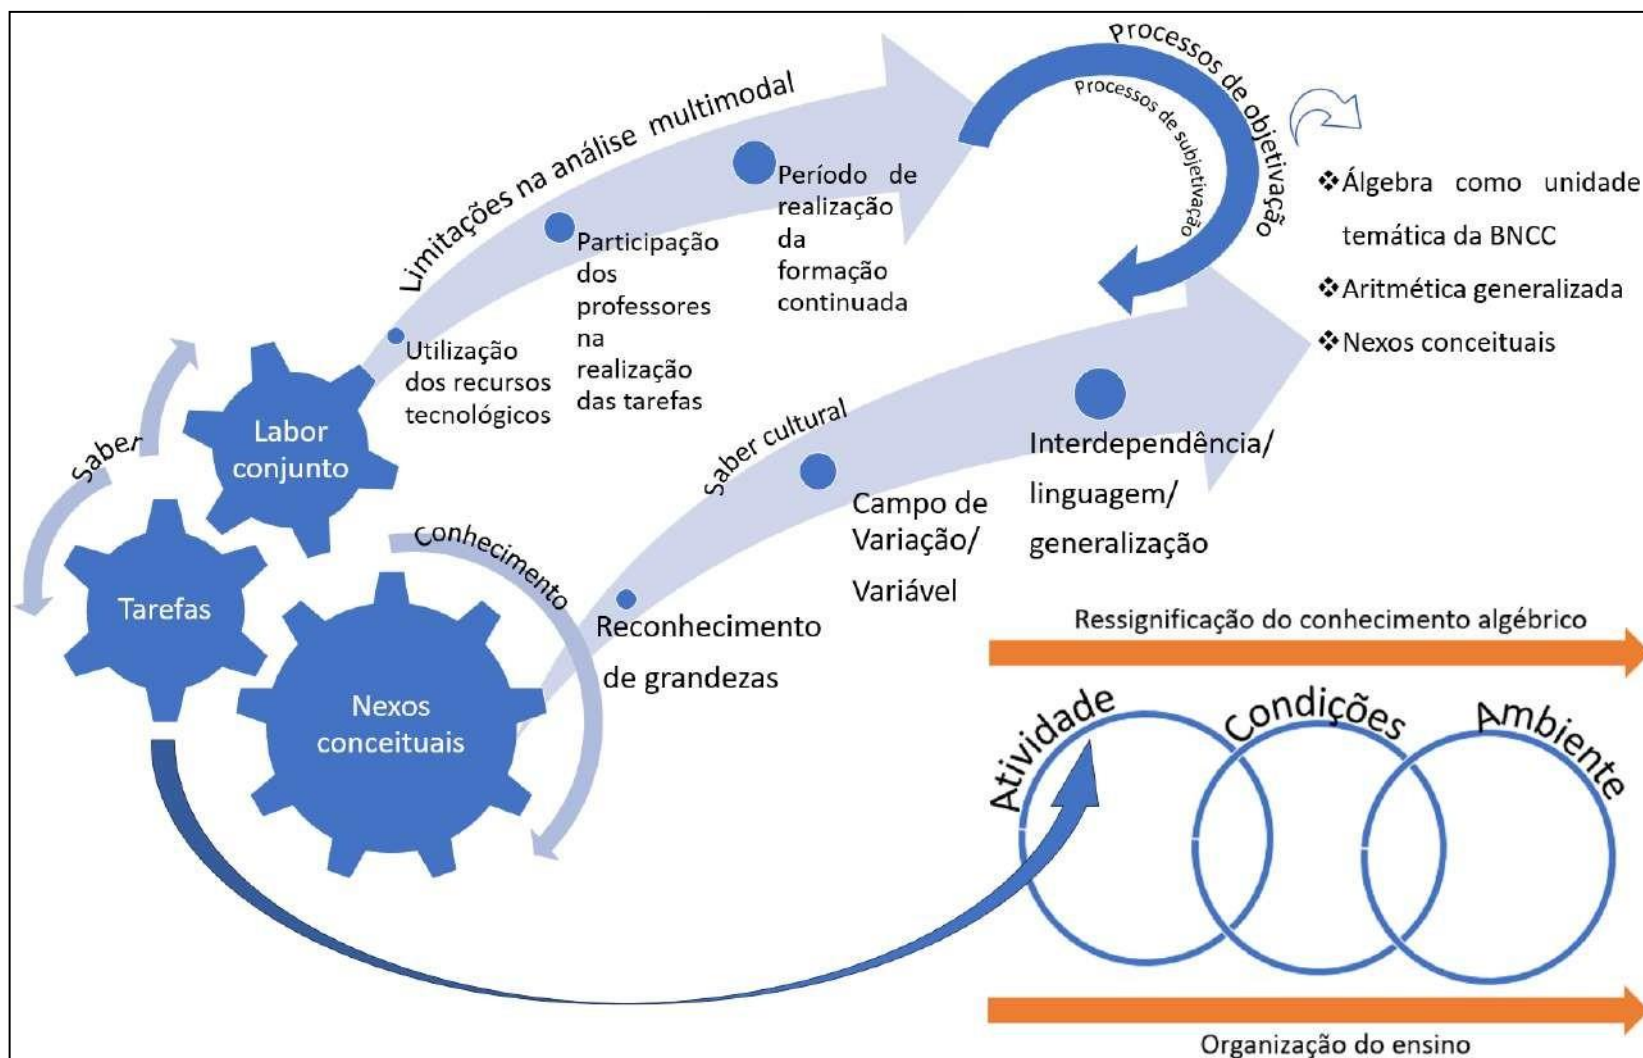 Limitações na análise multimodal
Utilização
dos recursos
tecnológicos
Participação
dos
professores
na
realização
das tarefas
Período de
realização
da
formação
continuada
Processos de objetivação
Processos de subjetivação
❖Álgebra como unidade
temática da BNCC
❖Aritmética generalizada
❖Nexos conceituais
Saber
Labor
conjunto
Tarefas
Conhecimento
Nexos
conceituais
Saber cultural
Reconhecimento
de grandezas
Campo de
Variação/
Variável
Interdependência/
linguagem/
generalização
Ressignificação do conhecimento algébrico
Atividade
Condições
Ambiente
Organização do ensino